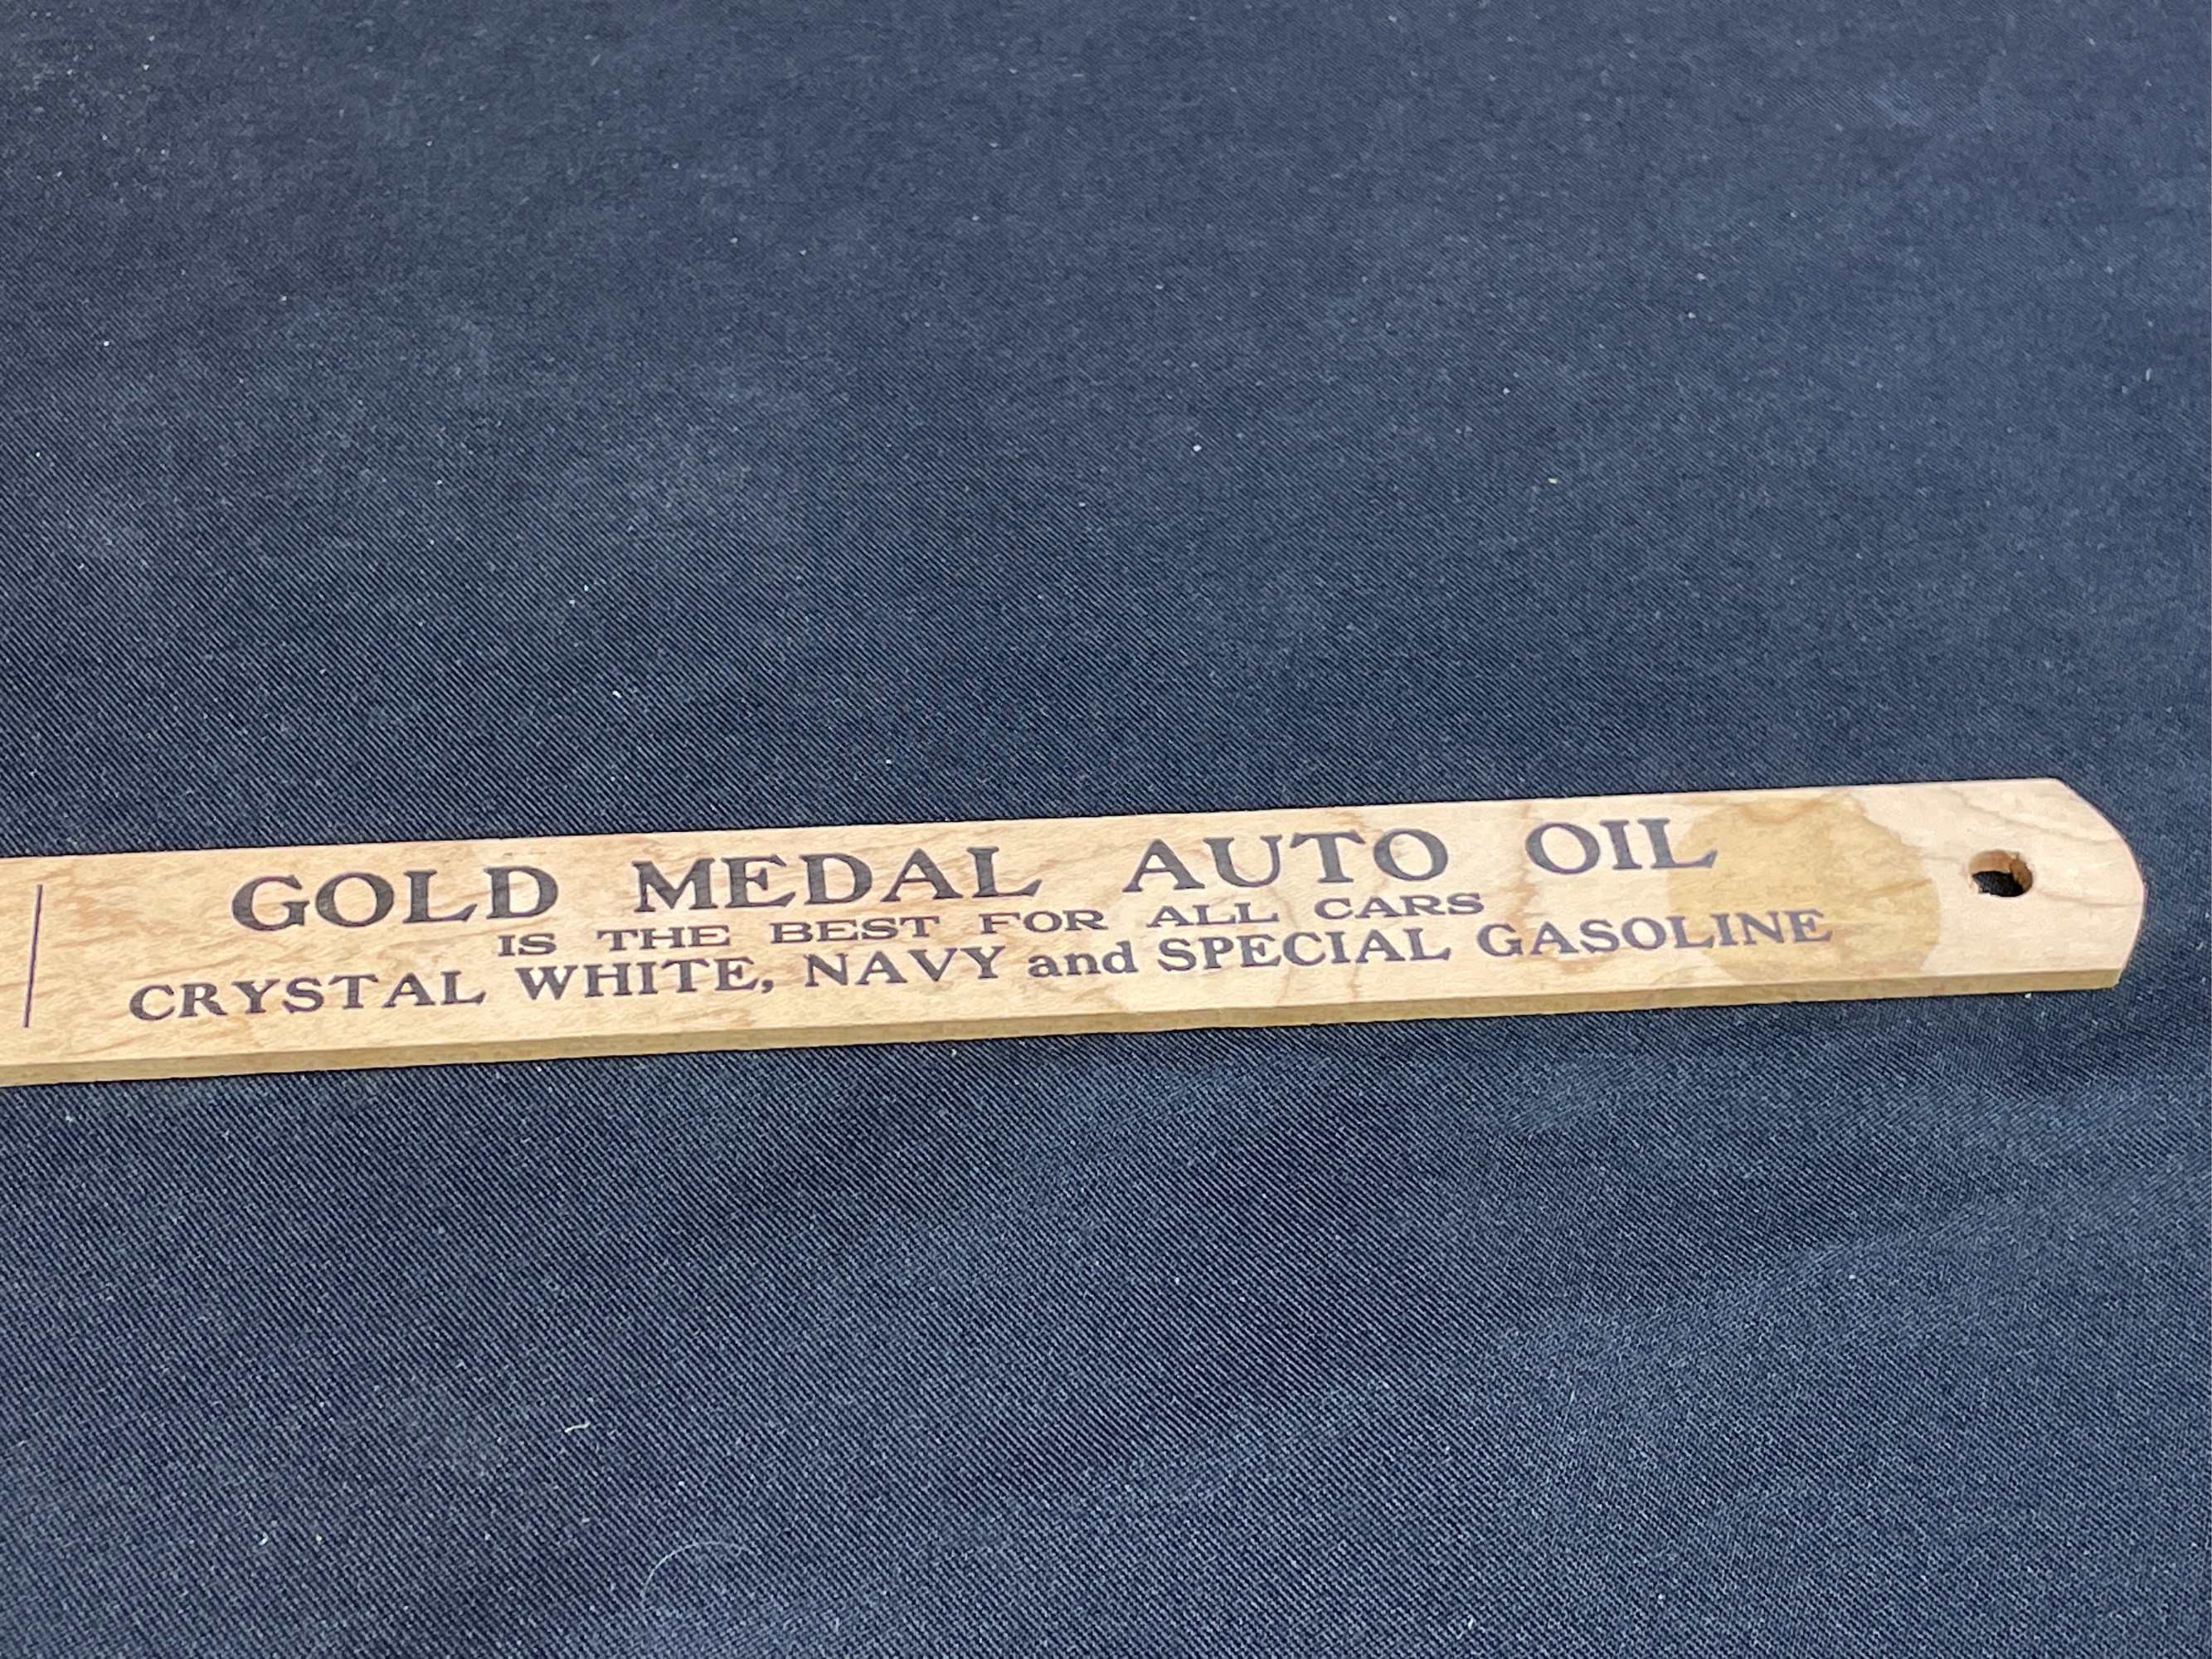 GOLD MEDAL AUTO OIL
IS THE BEST FOR ALL CARS
CRYSTAL WHITE, NAVY and SPECIAL GASOLINE